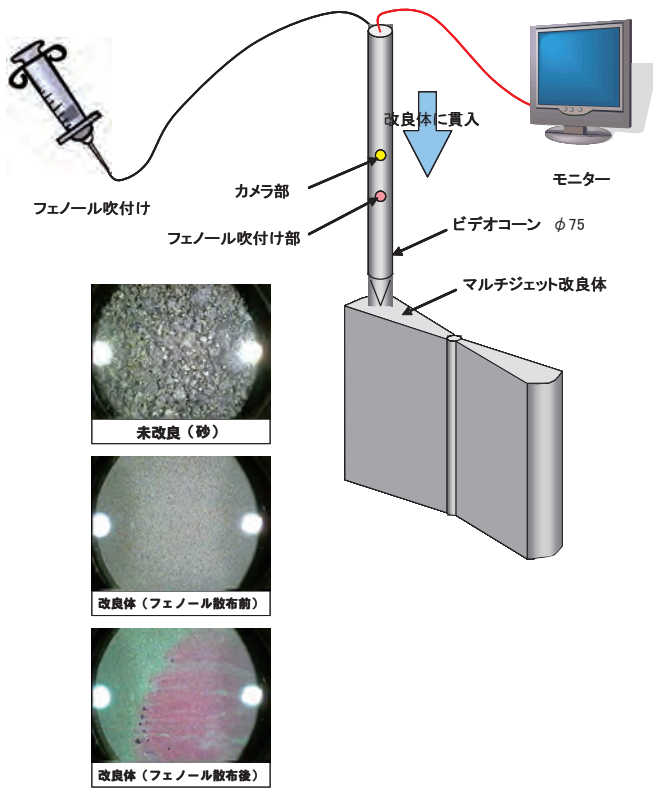 改良体に貫入
フェノール吹付け
カメラ部
モニター
フェノール吹付け部
ビデオコーン φ75
マルチジェット改良体
未改良（砂）
改良体（フェノール散布前）
改良体（フェノール散布後）